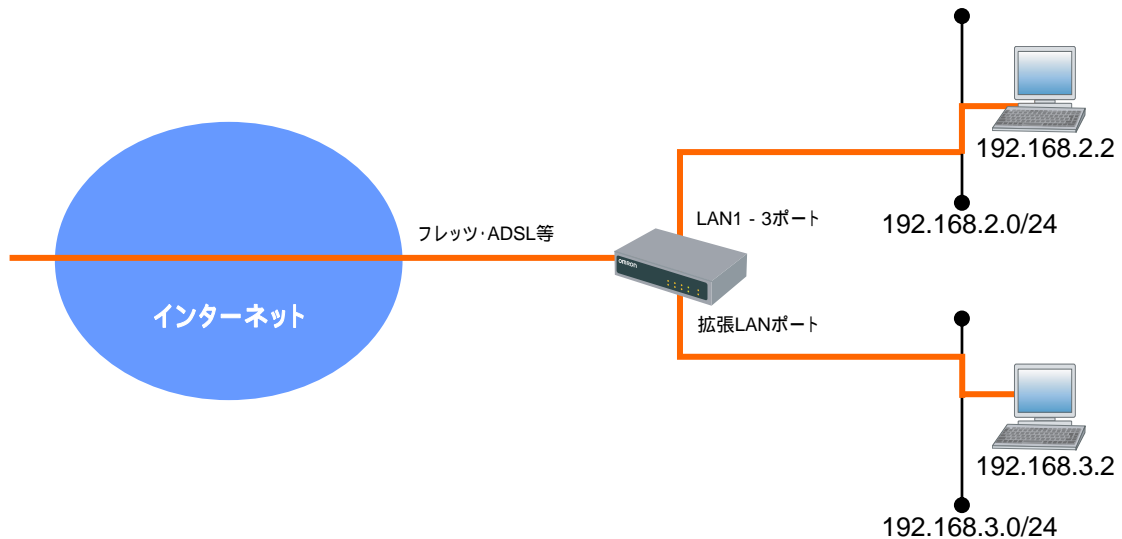 192.168.2.2
LAN1 - 3ポート
192.168.2.0/24
フレッツ・ADSL等
omron
インターネット
拡張LANポート
192.168.3.2
192.168.3.0/24